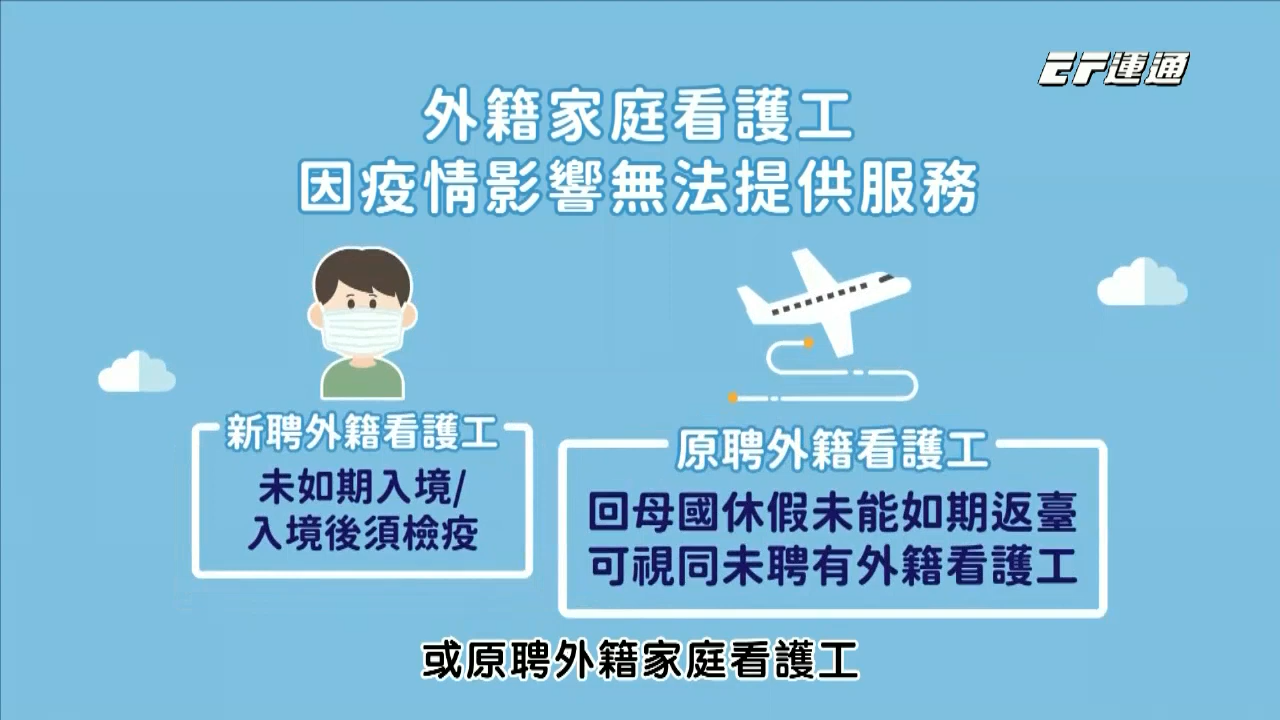 EF運通
外籍家庭看護工
因疫情影響無法提供服務
新聘外籍看護工
未如期入境/
入境後須檢疫
原聘外籍看護工
回母國休假未能如期返臺
可視同未聘有外籍看護工
或原聘外籍家庭看護工